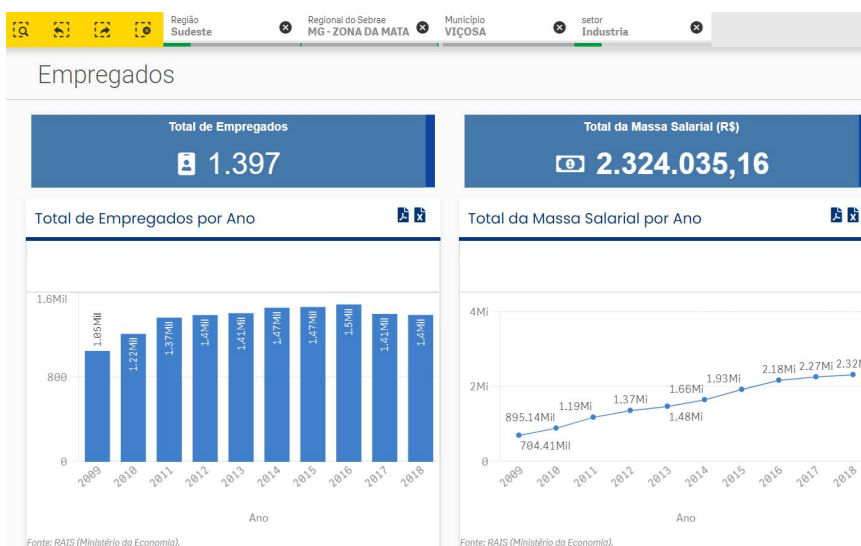 Região
Sudeste
Regional do Sebrae
MG - ZONA DA MATA
Município
VIÇOSA
setor
Industria
Empregados
Total de Empregados
1.397
Total da Massa Salarial (R$)
2.324.035,16
Total de Empregados por Ano
1.6Mil
800
0
1.05Mil
1.22Mil
1.37Mil
1.4Mil
1.41Mil
1.47Mil
1.47Mil
1.5Mil
1.41Mil
1.4Mil
2009 2010 2011 2012 2013 2014 2015 2016 2017 2018
Ano
Fonte: RAIS (Ministério da Economia).
Total da Massa Salarial por Ano
4Mi
2Mi
0
704.41Mil
895.14Mil
1.19Mi
1.37Mi
1.48Mi
1.66Mi
1.93Mi
2.18Mi
2.27Mi
2.32M
2009 2010 2011 2012 2013 2014 2015 2016 2017 2018
Ano
Fonte: RAIS (Ministério da Economia).